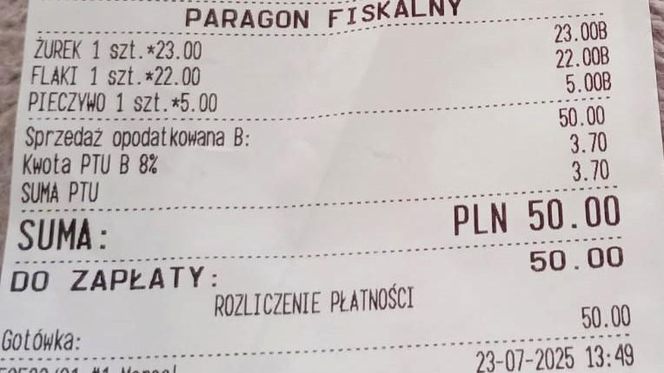 PARAGON FISKALNY
ŻUREK 1 szt.*23.00 23.00B
FLAKI 1 szt.*22.00 22.00B
PIECZYWO 1 szt.*5.00 5.00B
Sprzedaż opodatkowana B: 50.00
Kwota PTU B 8% 3.70
SUMA PTU 3.70
SUMA: PLN 50.00
DO ZAPŁATY: 50.00
ROZLICZENIE PŁATNOŚCI
Gotówka: 50.00
23-07-2025 13:49